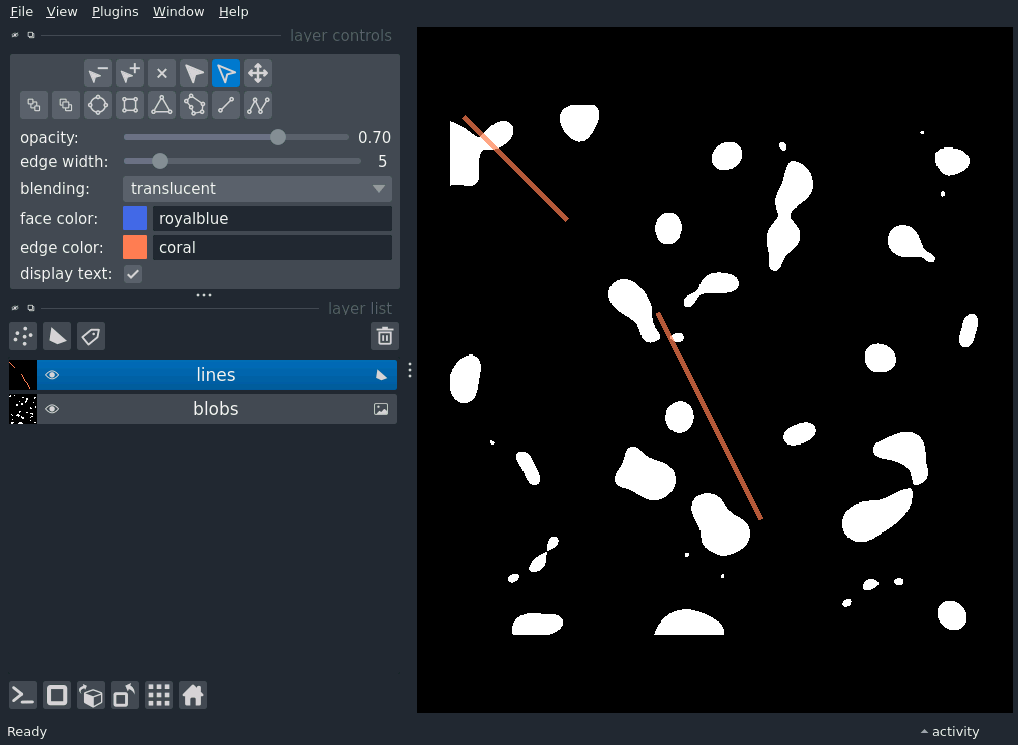 File View Plugins Window Help
layer controls
opacity: 0.70
edge width: 5
blending: translucent
face color: royalblue
edge color: coral
display text:
layer list
lines
blobs
Ready
activity